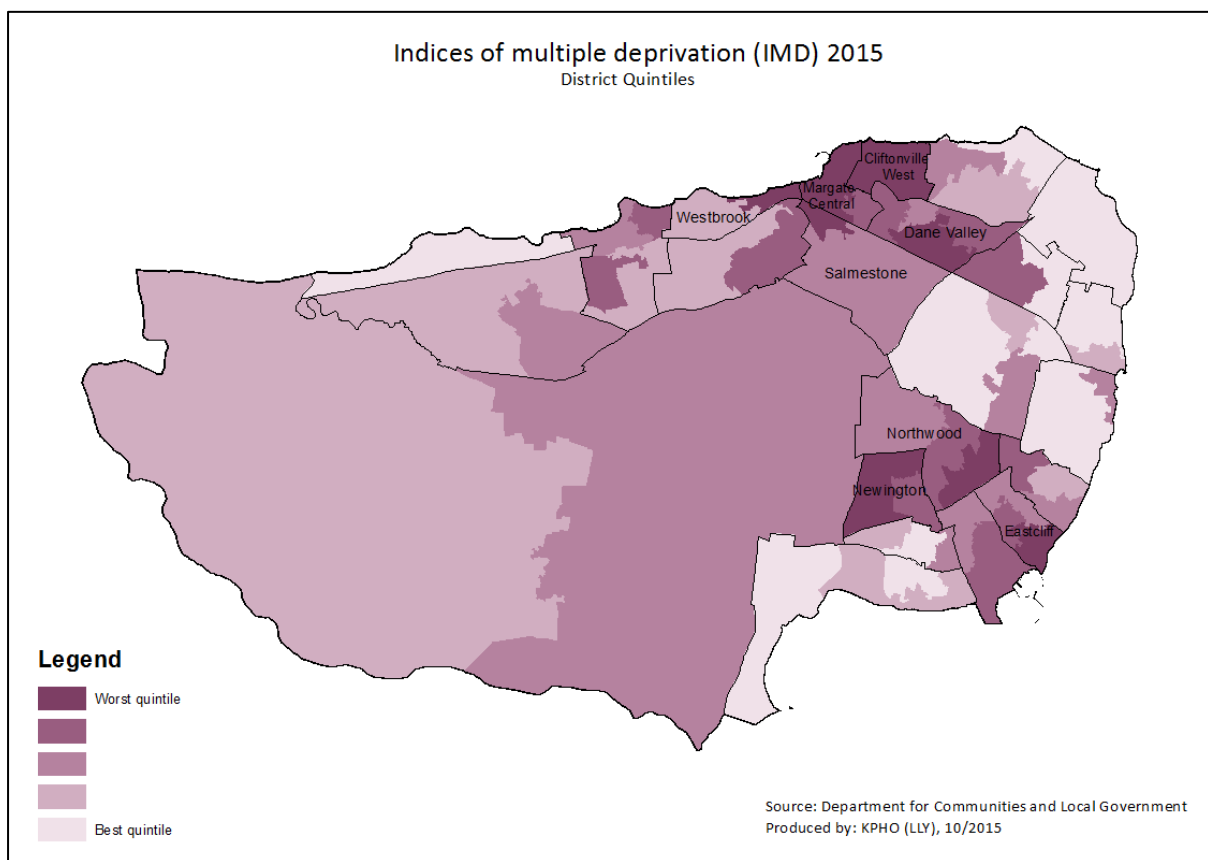 Indices of multiple deprivation (IMD) 2015
District Quintiles
Cliftonville
West
Margate
Central
Westbrook
Dane Valley
Salmestone
Northwood
Newington
Eastcliff
Legend
Worst quintile
Best quintile
Source: Department for Communities and Local Government
Produced by: KPHO (LLY), 10/2015